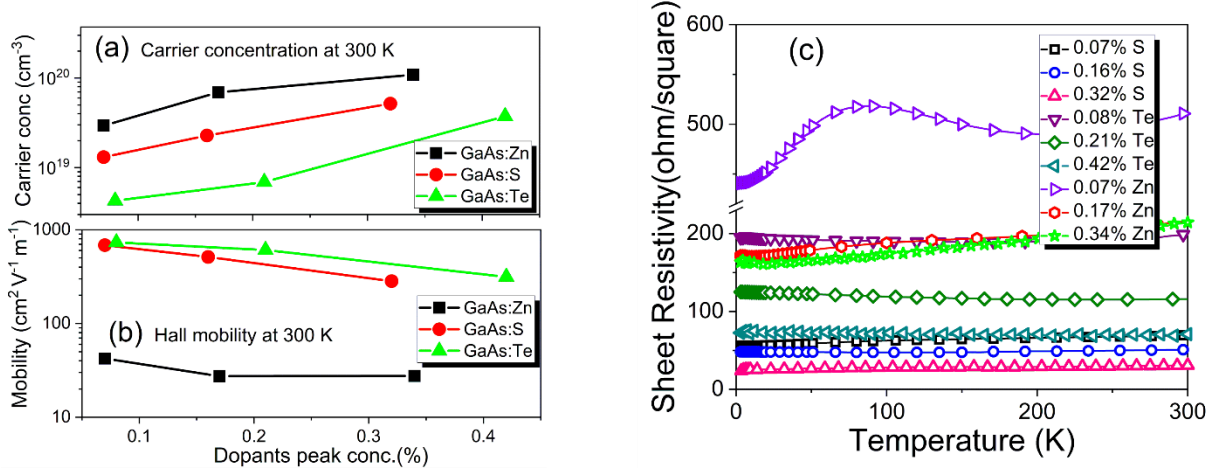 (a) Carrier concentration at 300 K
Carrier conc (cm⁻³)
10²⁰
10¹⁹
GaAs:Zn
GaAs:S
GaAs:Te
(b) Hall mobility at 300 K
Mobility (cm² V⁻¹ m⁻¹)
1000
100
10
GaAs:Zn
GaAs:S
GaAs:Te
0.1 0.2 0.3 0.4
Dopants peak conc.(%)
(c)
Sheet Resistivity(ohm/square)
600
500
200
100
0
0.07% S
0.16% S
0.32% S
0.08% Te
0.21% Te
0.42% Te
0.07% Zn
0.17% Zn
0.34% Zn
0 100 200 300
Temperature (K)